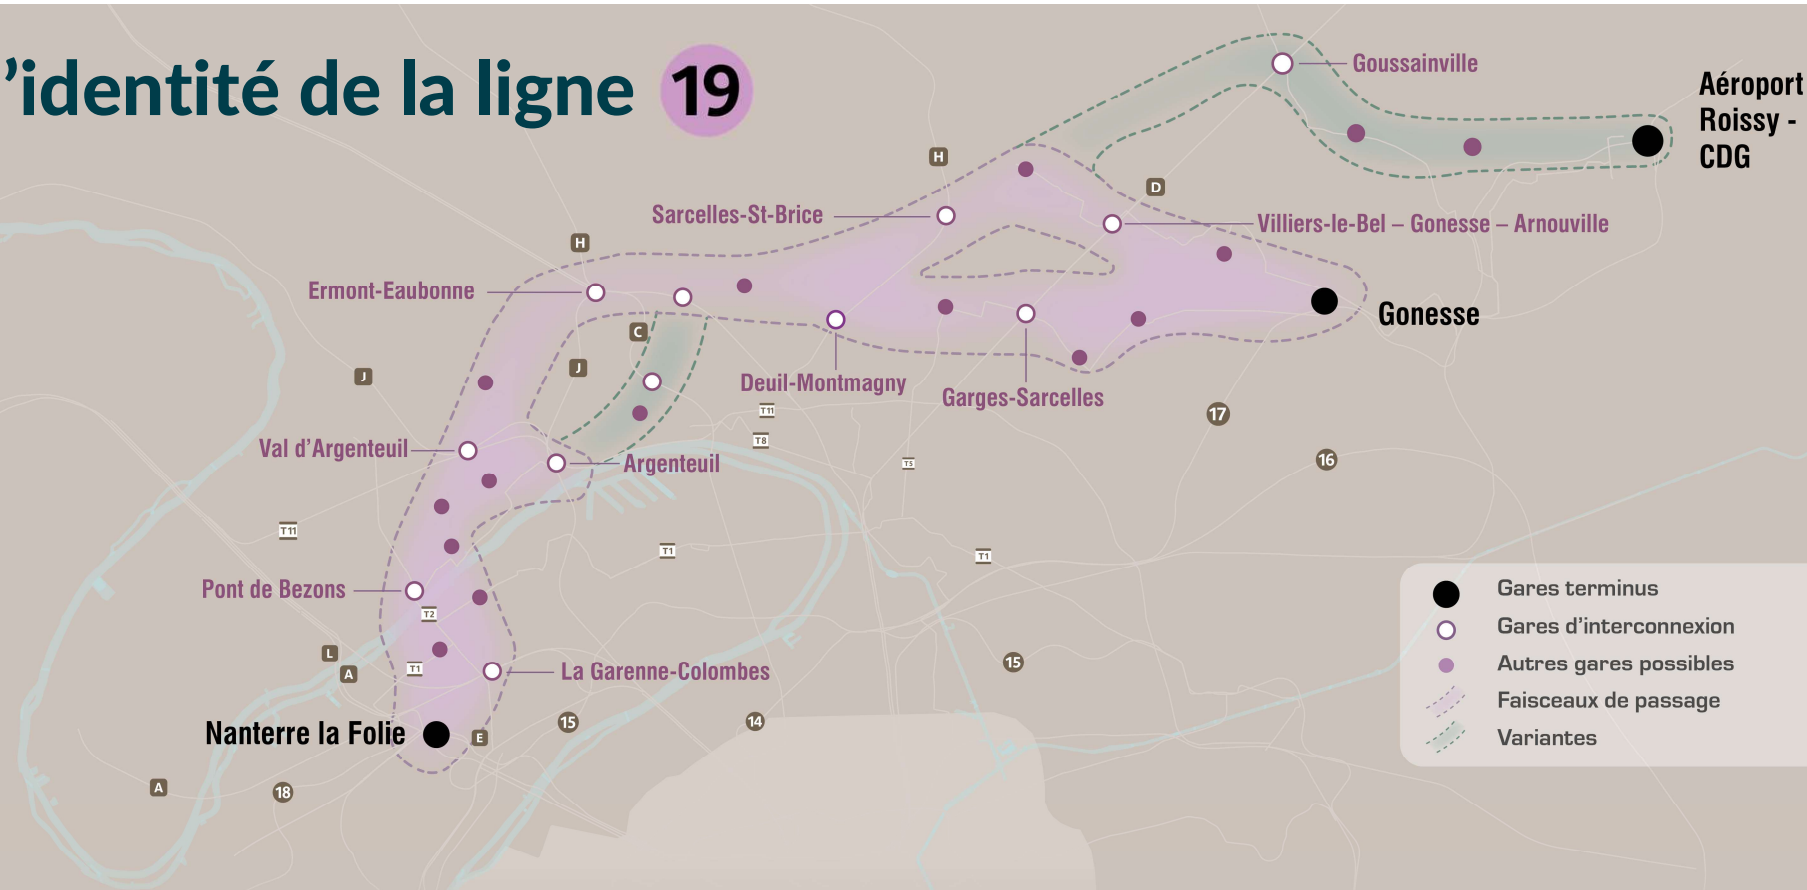 ’identité de la ligne 19
Goussainville
Aéroport
Roissy -
CDG
H
D
Sarcelles-St-Brice
Villiers-le-Bel – Gonesse – Arnouville
H
Ermont-Eaubonne
Gonesse
C
J
J
Deuil-Montmagny
Garges-Sarcelles
T11
17
T8
Val d’Argenteuil
Argenteuil
T5
16
T11
T1
T1
Pont de Bezons
T2
L
A
T1
La Garenne-Colombes
15
Nanterre la Folie
E
15
14
A
18
Gares terminus
Gares d’interconnexion
Autres gares possibles
Faisceaux de passage
Variantes